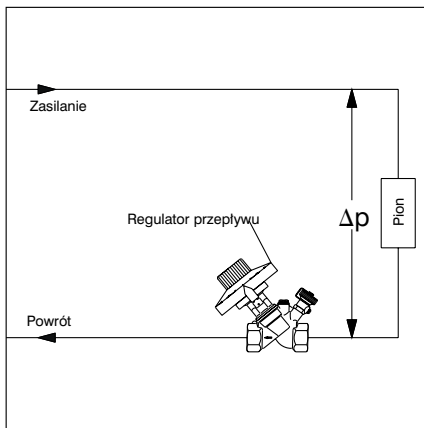 Zasilanie
Regulator przepływu
Δp
Pion
Powrót